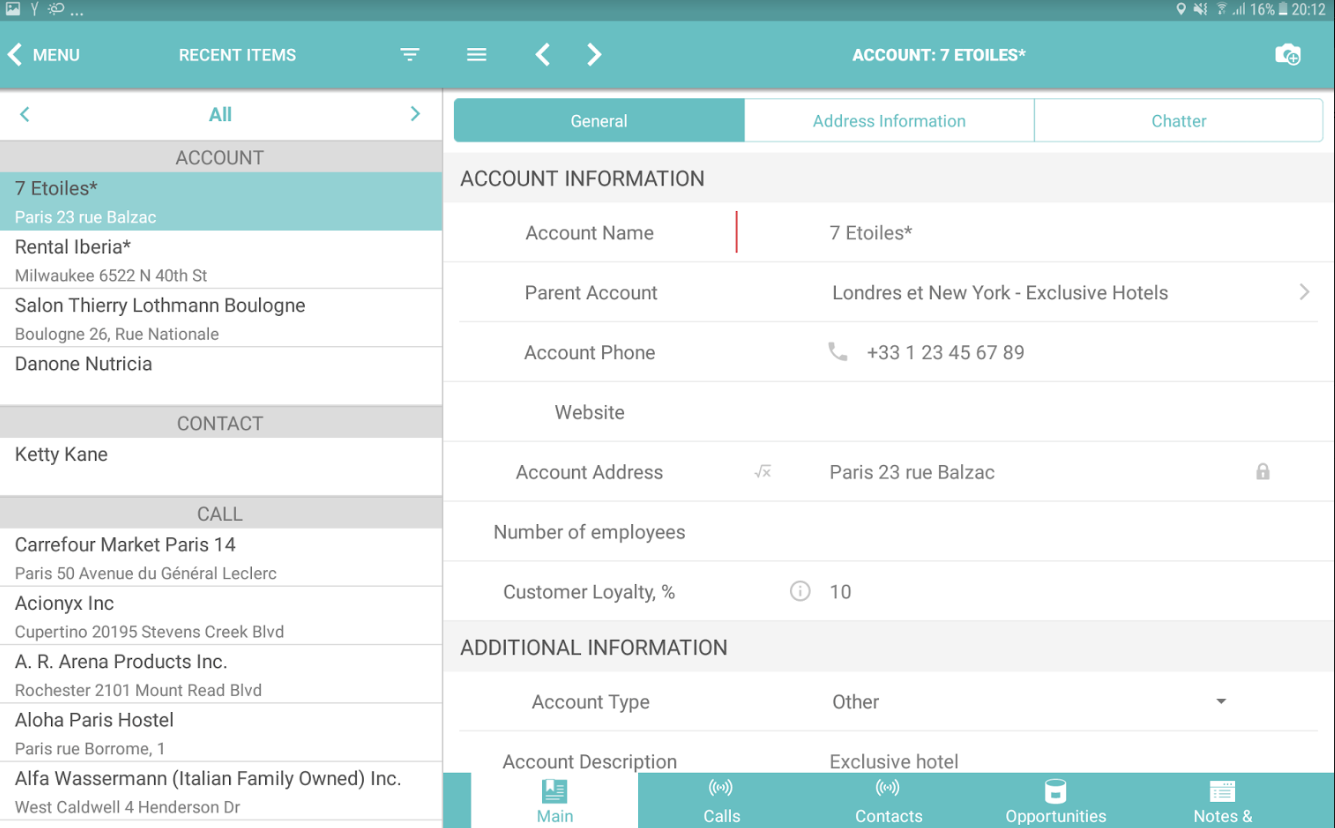 16% 20:12
MENU
RECENT ITEMS
ACCOUNT: 7 ETOILES*
All
ACCOUNT
7 Etoiles*
Paris 23 rue Balzac
Rental Iberia*
Milwaukee 6522 N 40th St
Salon Thierry Lothmann Boulogne
Boulogne 26, Rue Nationale
Danone Nutricia
CONTACT
Ketty Kane
CALL
Carrefour Market Paris 14
Paris 50 Avenue du Général Leclerc
Acionyx Inc
Cupertino 20195 Stevens Creek Blvd
A. R. Arena Products Inc.
Rochester 2101 Mount Read Blvd
Aloha Paris Hostel
Paris rue Borrome, 1
Alfa Wassermann (Italian Family Owned) Inc.
West Caldwell 4 Henderson Dr
General
Address Information
Chatter
ACCOUNT INFORMATION
Account Name 7 Etoiles*
Parent Account Londres et New York - Exclusive Hotels
Account Phone +33 1 23 45 67 89
Website
Account Address √x Paris 23 rue Balzac
Number of employees
Customer Loyalty, % 10
ADDITIONAL INFORMATION
Account Type Other
Account Description Exclusive hotel
Main
Calls
Contacts
Opportunities
Notes &